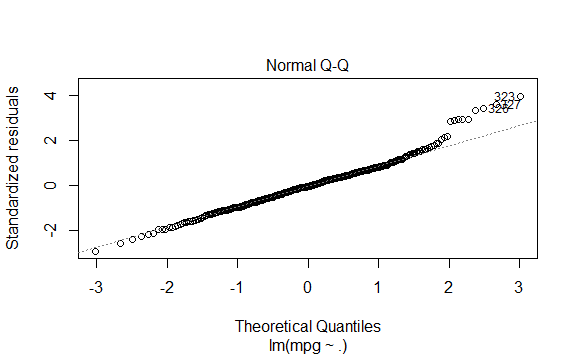 Normal Q-Q
Standardized residuals
4
2
0
-2
323
327
326
-3 -2 -1 0 1 2 3
Theoretical Quantiles
lm(mpg ~ .)